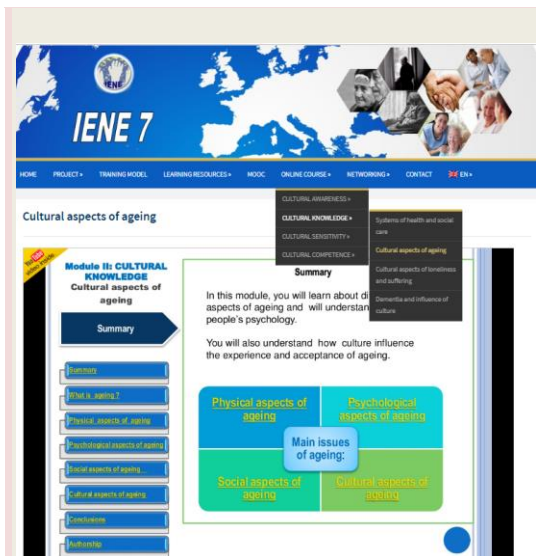 IENE
IENE 7
HOME PROJECT » TRAINING MODEL LEARNING RESOURCES » MOOC ONLINE COURSE » NETWORKING » CONTACT EN »
CULTURAL AWARENESS »
CULTURAL KNOWLEDGE »
CULTURAL SENSITIVITY »
CULTURAL COMPETENCE »
Systems of health and social
care
Cultural aspects of ageing
Cultural aspects of loneliness
and suffering
Dementia and influence of
culture
Cultural aspects of ageing
Module II: CULTURAL
KNOWLEDGE
Cultural aspects of
ageing
Summary
Summary
What is ageing ?
Physical aspects of ageing
Psychological aspects of ageing
Social aspects of ageing
Cultural aspects of ageing
Conclusions
Authorship
Summary
In this module, you will learn about di
aspects of ageing and will understan
people's psychology.
You will also understand how culture influence
the experience and acceptance of ageing.
Physical aspects of
ageing
Psychological
aspects of ageing
Main issues
of ageing:
Social aspects of
ageing
Cultural aspects of
ageing